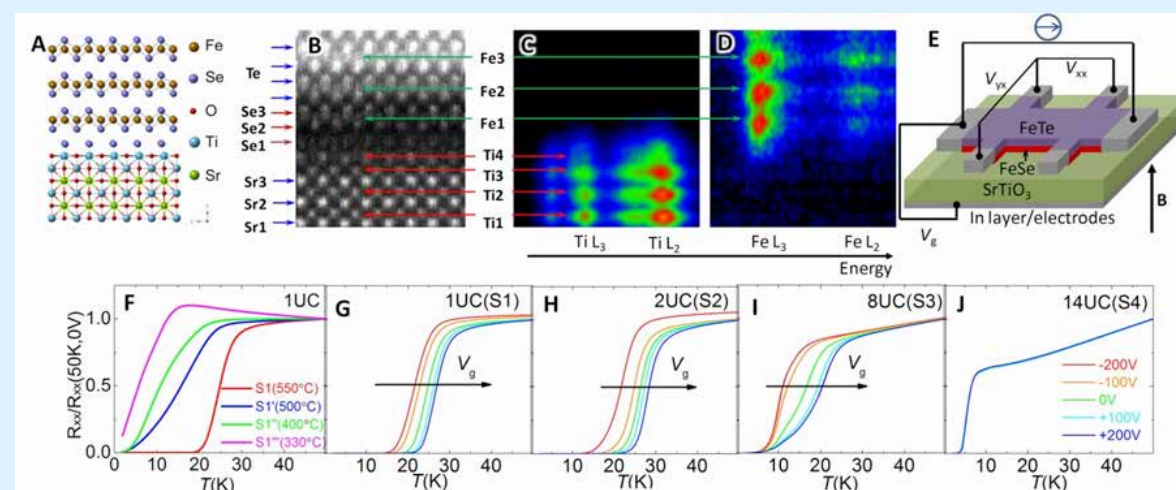 A
Fe
Se
O
Ti
Sr
B
Te
Se3
Se2
Se1
Sr3
Sr2
Sr1
Fe3
Fe2
Fe1
Ti4
Ti3
Ti2
Ti1
C
Ti L₃
Ti L₂
D
Fe L₃
Fe L₂
Energy
E
Vyx
Vxx
FeTe
FeSe
SrTiO₃
In layer/electrodes
Vg
B
Rxx/Rxx(50K,0V)
1.0
0.5
0.0
F
1UC
S1(550°C)
S1'(500°C)
S1''(400°C)
S1'''(330°C)
0 10 20 30 40
T(K)
G
1UC(S1)
Vg
10 20 30 40
T(K)
H
2UC(S2)
Vg
10 20 30 40
T(K)
I
8UC(S3)
Vg
10 20 30 40
T(K)
J
14UC(S4)
-200V
-100V
0V
+100V
+200V
10 20 30 40
T(K)